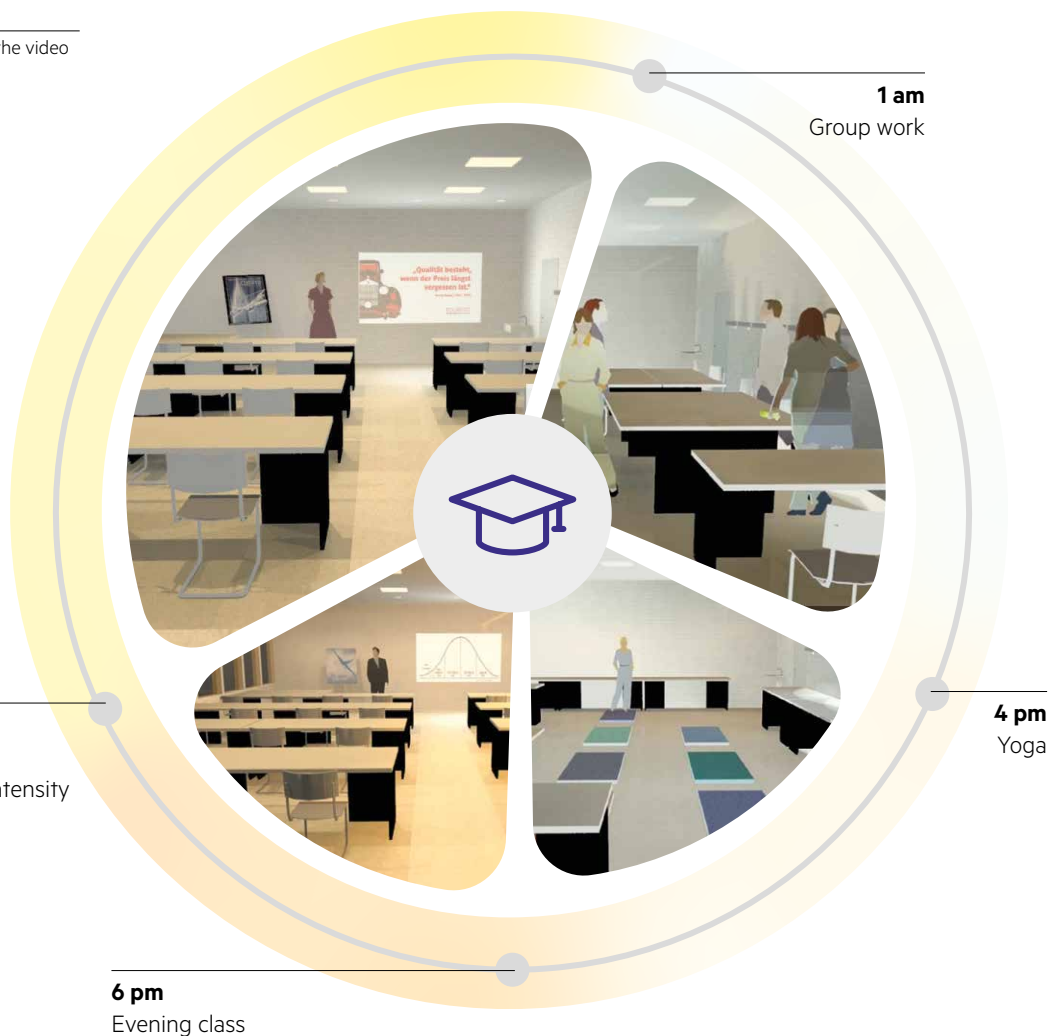 the video
1 am
Group work
„Qualität besteht,
wenn der Preis längst
vergessen ist.“
4 pm
Yoga
ntensity
6 pm
Evening class